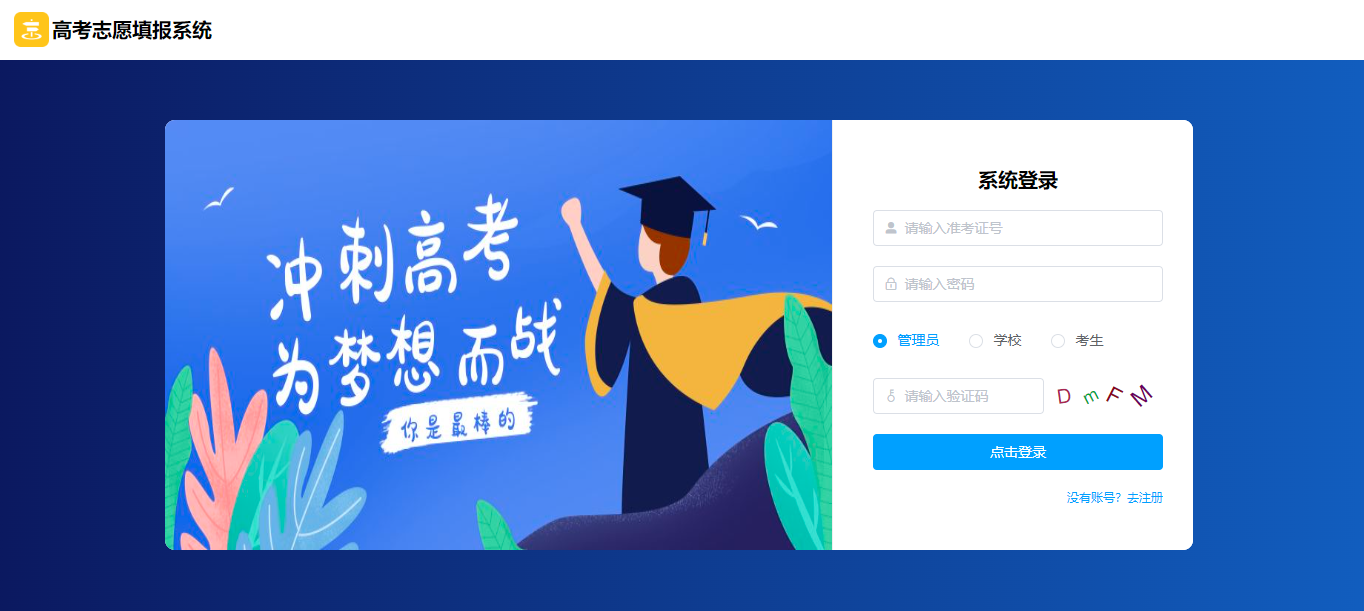 高考志愿填报系统
冲刺高考
为梦想而战
你是最棒的
系统登录
请输入准考证号
请输入密码
管理员 学校 考生
请输入验证码 D m F M
点击登录
没有账号？去注册